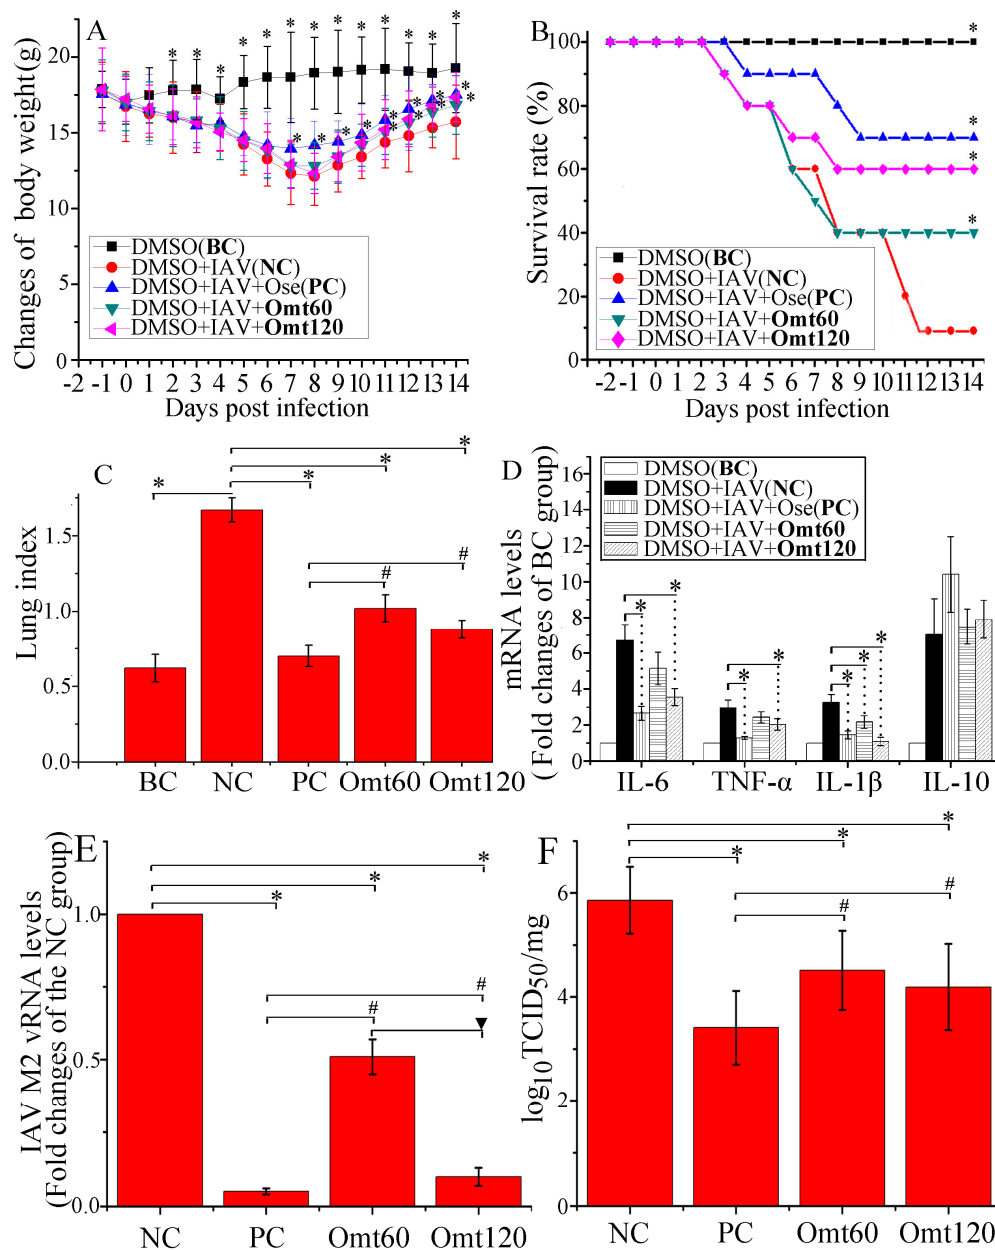 A
Changes of body weight(g)
20
15
10
5
0
*
DMSO(BC)
DMSO+IAV(NC)
DMSO+IAV+Ose(PC)
DMSO+IAV+Omt60
DMSO+IAV+Omt120
-2 -1 0 1 2 3 4 5 6 7 8 9 10 11 12 13 14
Days post infection
B
Survival rate (%)
100
80
60
40
20
0
*
*
*
*
DMSO(BC)
DMSO+IAV(NC)
DMSO+IAV+Ose(PC)
DMSO+IAV+Omt60
DMSO+IAV+Omt120
-2 -1 0 1 2 3 4 5 6 7 8 9 10 11 12 13 14
Days post infection
C
Lung index
1.5
1.0
0.5
0.0
* * * *
# #
BC NC PC Omt60 Omt120
D
mRNA levels
(Fold changes of BC group)
16
14
12
10
8
6
4
2
0
DMSO(BC)
DMSO+IAV(NC)
DMSO+IAV+Ose(PC)
DMSO+IAV+Omt60
DMSO+IAV+Omt120
* * * * * * *
IL-6 TNF-α IL-1β IL-10
E
IAV M2 vRNA levels
(Fold changes of the NC group)
1.0
0.5
0.0
* * *
# #
▼
NC PC Omt60 Omt120
F
log10TCID50/mg
6
4
2
0
* * *
# #
NC PC Omt60 Omt120